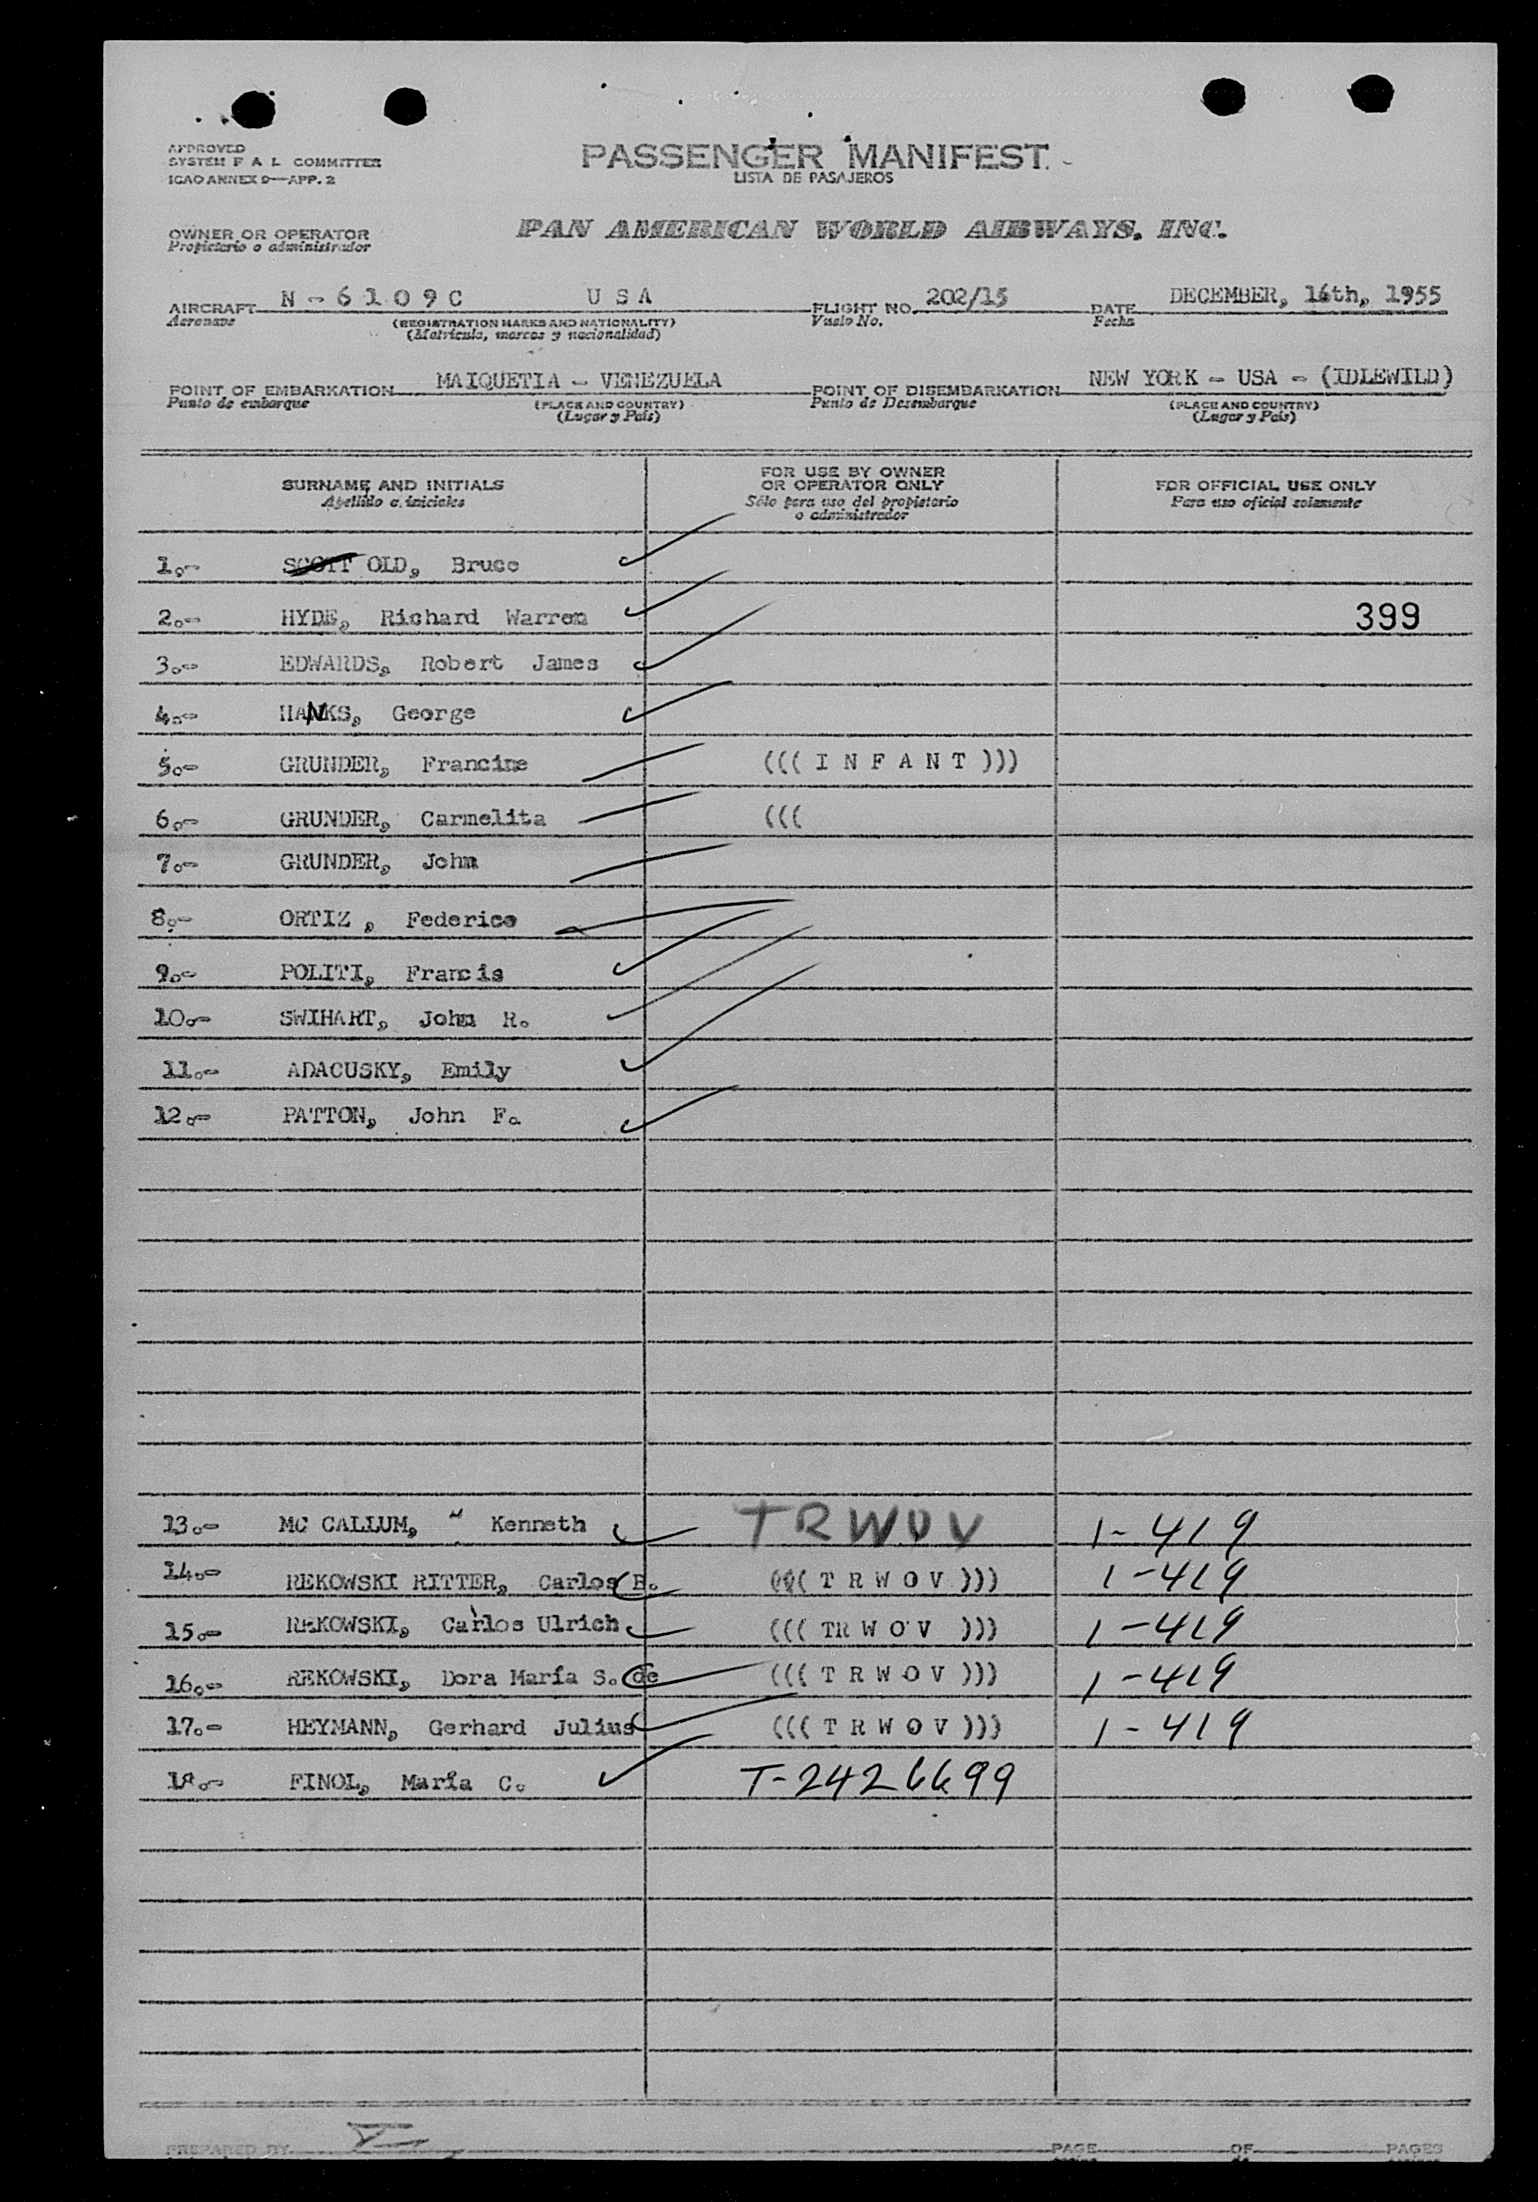 APPROVED
SYSTEM F A L COMMITTEE
ICAO ANNEX 9—APP. 2
PASSENGER MANIFEST
LISTA DE PASAJEROS
OWNER OR OPERATOR
Propietario o administrador
PAN AMERICAN WORLD AIRWAYS, INC.
AIRCRAFT N - 6 1 0 9 C U S A FLIGHT NO. 202/15 DATE DECEMBER, 16th, 1955
Aeronave (REGISTRATION MARKS AND NATIONALITY) Vuelo No. Fecha
(Matrícula, marcas y nacionalidad)
POINT OF EMBARKATION MAIQUETIA - VENEZUELA POINT OF DISEMBARKATION NEW YORK - USA - (IDLEWILD)
Punto de embarque (PLACE AND COUNTRY) Punto de Desembarque (PLACE AND COUNTRY)
(Lugar y País) (Lugar y País)
SURNAME AND INITIALS FOR USE BY OWNER OR OPERATOR ONLY FOR OFFICIAL USE ONLY
Apellido e iniciales Sólo para uso del propietario o administrador Para uso oficial solamente
1.- SCOTT OLD, Bruce
2.- HYDE, Richard Warren 399
3.- EDWARDS, Robert James
4.- HANKS, George
5.- GRUNDER, Francine ((( I N F A N T )))
6.- GRUNDER, Carmelita (((
7.- GRUNDER, John
8.- ORTIZ , Federico
9.- POLITI, Francis
10.- SWIHART, John R.
11.- ADACUSKY, Emily
12.- PATTON, John F.
13.- MC CALLUM, Kenneth TRWOV 1-419
14.- REKOWSKI RITTER, Carlos B. ((( T R W O V ))) 1-419
15.- REKOWSKI, Carlos Ulrich ((( TR W O V ))) 1-419
16.- REKOWSKI, Dora María S. de ((( T R W O V ))) 1-419
17.- HEYMANN, Gerhard Julius ((( T R W O V ))) 1-419
18.- FINOL, María C. T-2426699
PREPARED BY PAGE OF PAGES